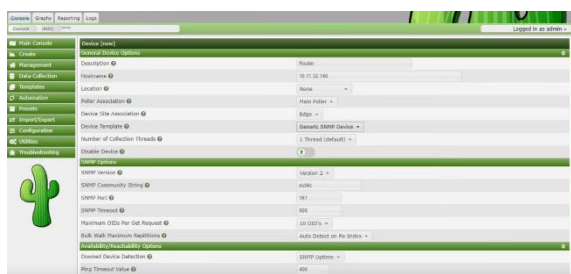 Console Graphs Reporting Logs
Console (Edit)
Logged in as admin
Main Console
Create
Management
Data Collection
Templates
Automation
Presets
Import/Export
Configuration
Utilities
Troubleshooting
Device [new]
General Device Options
Description Router
Hostname
Location None
Poller Association Main Poller
Device Site Association Edge
Device Template Generic SNMP Device
Number of Collection Threads 1 Thread (default)
Disable Device
SNMP Options
SNMP Version Version 2
SNMP Community String public
SNMP Port 161
SNMP Timeout 500
Maximum OIDs Per Get Request 10 OID's
Bulk Walk Maximum Repititions Auto Detect on Re-Index
Availability/Reachability Options
Downed Device Detection SNMP Uptime
Ping Timeout Value 400